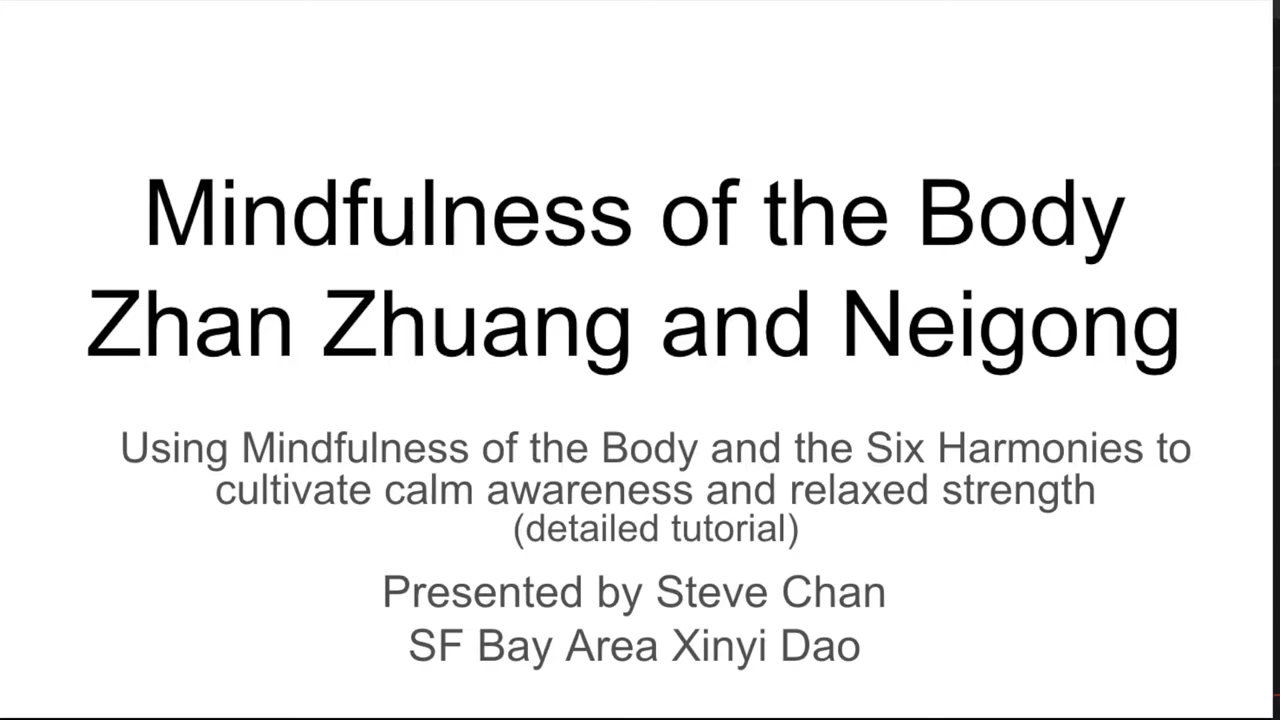 Mindfulness of the Body
Zhan Zhuang and Neigong
Using Mindfulness of the Body and the Six Harmonies to
cultivate calm awareness and relaxed strength
(detailed tutorial)
Presented by Steve Chan
SF Bay Area Xinyi Dao